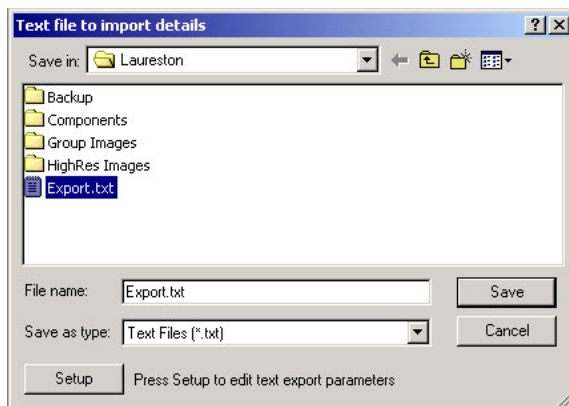 Text file to import details
Save in: Laureston
Backup
Components
Group Images
HighRes Images
Export.txt
File name: Export.txt Save
Save as type: Text Files (*.txt) Cancel
Setup Press Setup to edit text export parameters